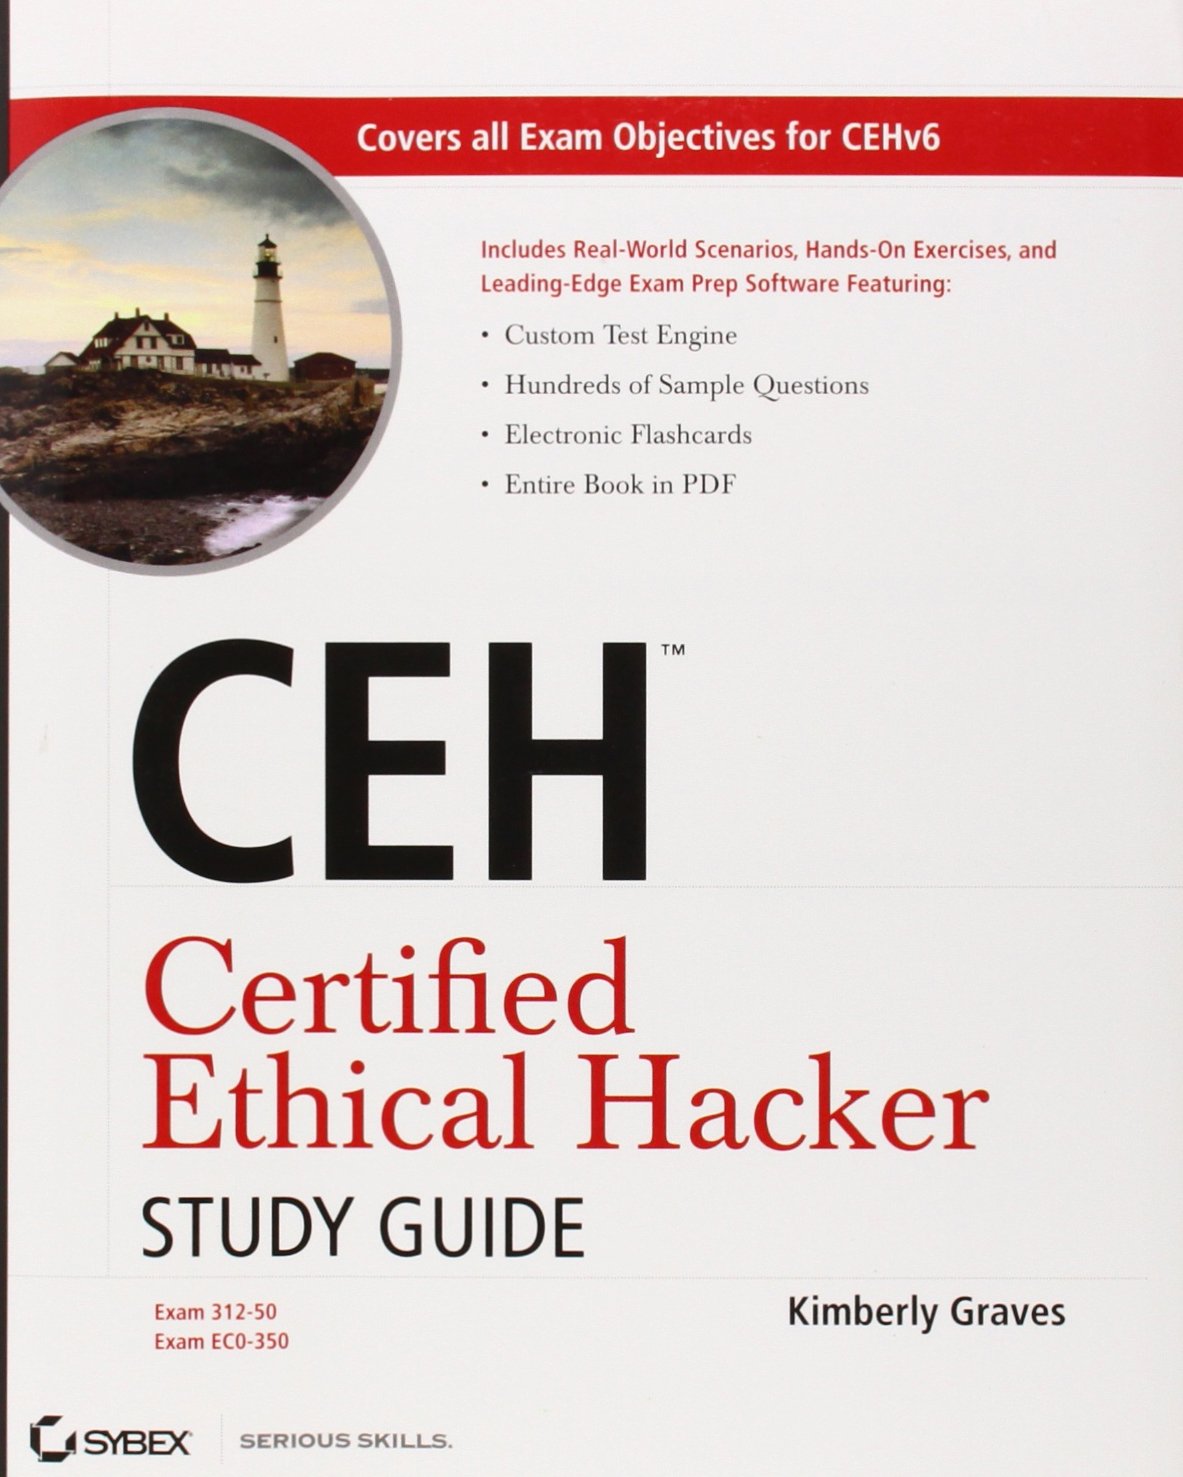 Covers all Exam Objectives for CEHv6
Includes Real-World Scenarios, Hands-On Exercises, and
Leading-Edge Exam Prep Software Featuring:
• Custom Test Engine
• Hundreds of Sample Questions
• Electronic Flashcards
• Entire Book in PDF
CEH™
Certified
Ethical Hacker
STUDY GUIDE
Exam 312-50
Exam EC0-350
Kimberly Graves
SYBEX®
SERIOUS SKILLS.